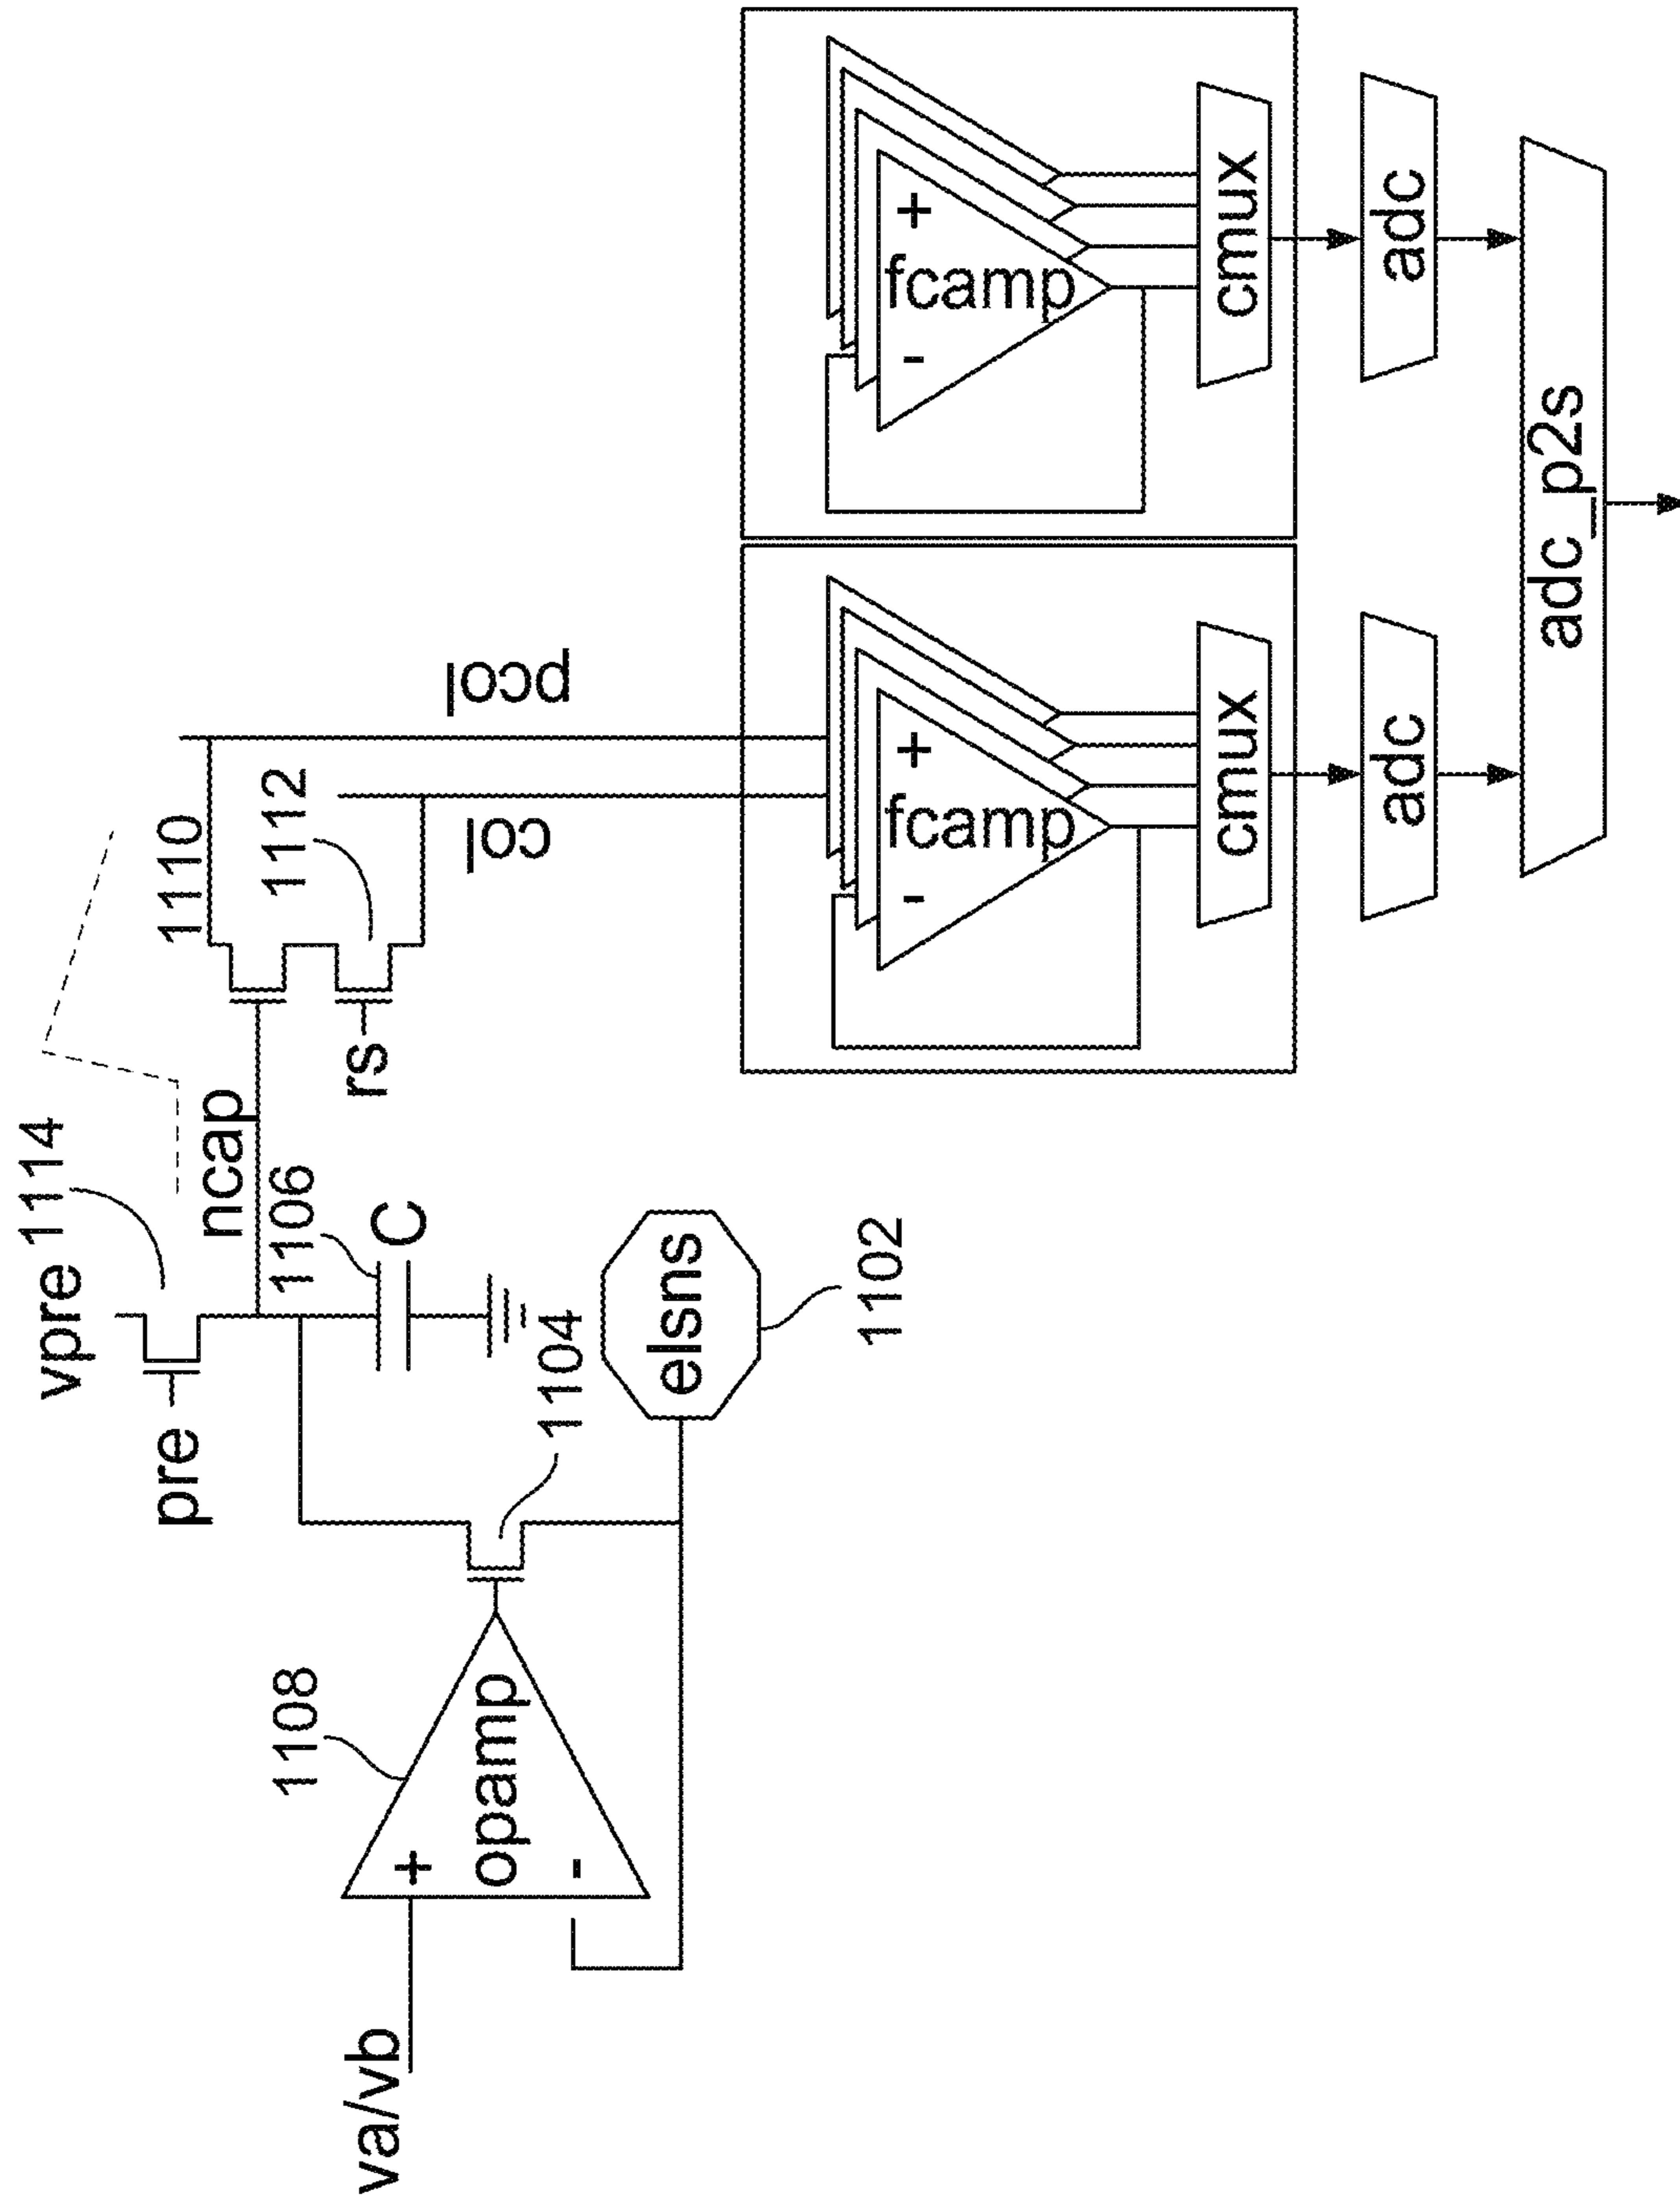 vpre
1114
pre
ncap
1110
1112
rs
1106
C
pcol
col
1108
va/vb
+
opamp
-
1104
elsns
1102
+
fcamp
-
cmux
adc
+
fcamp
-
cmux
adc
adc_p2s